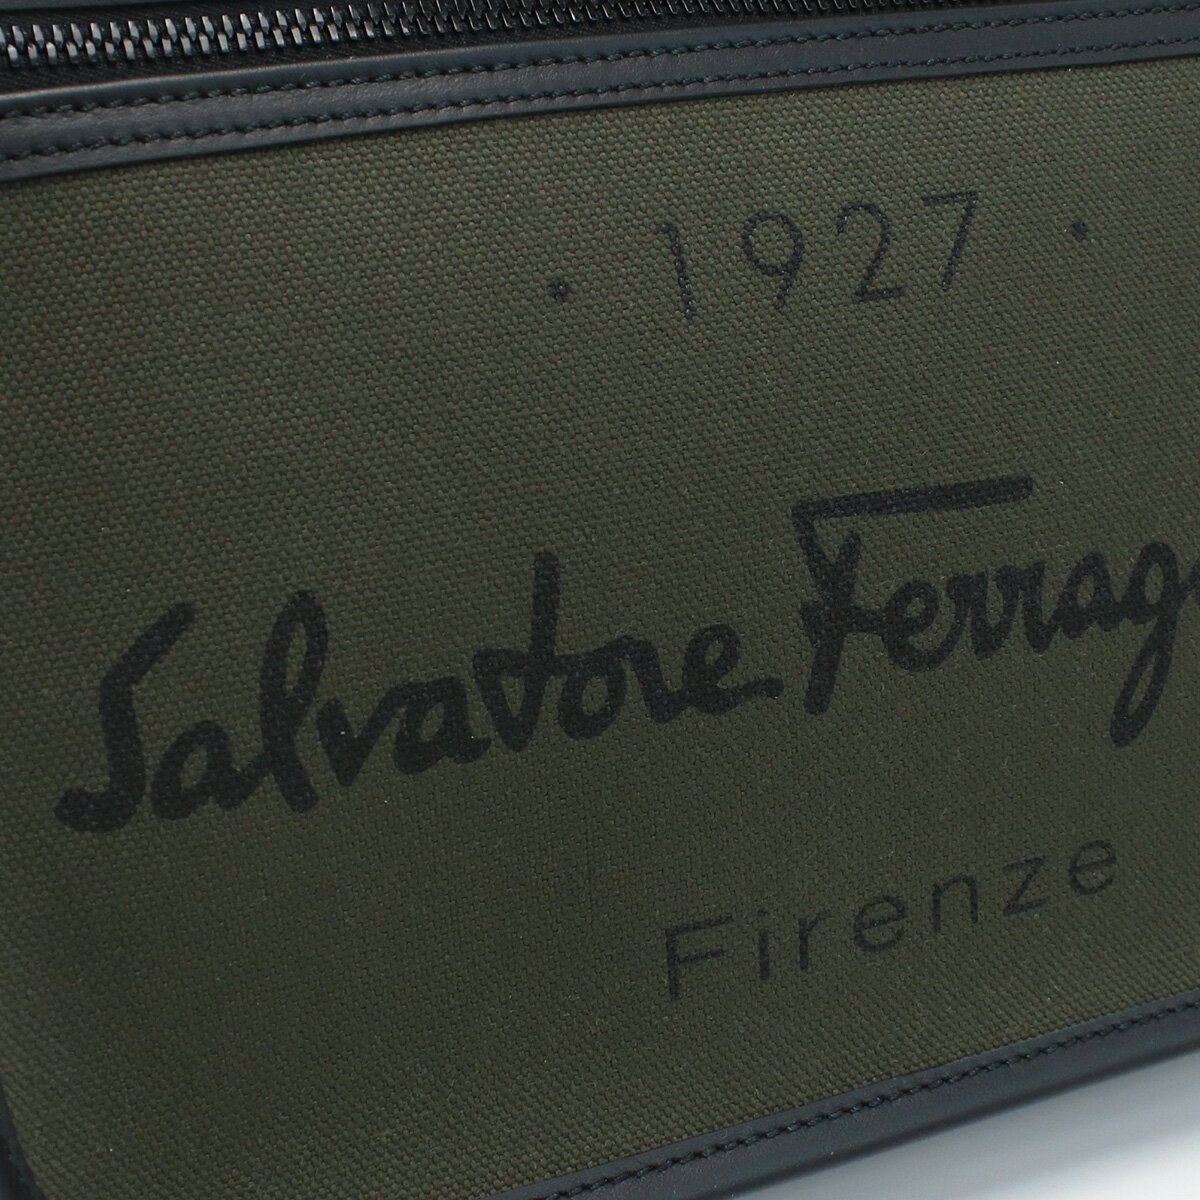 · 1927 ·
Salvatore Ferrag
Firenze